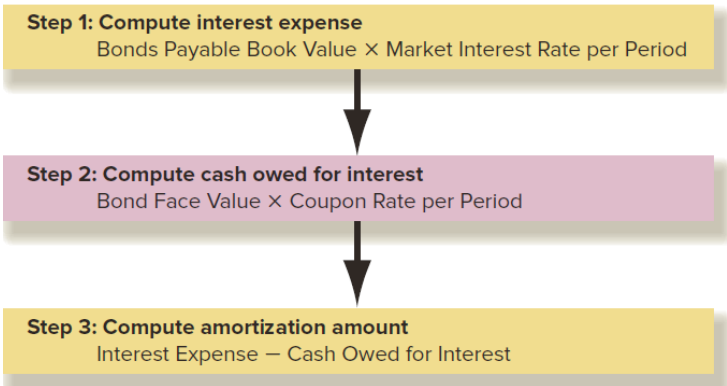 Step 1: Compute interest expense
Bonds Payable Book Value × Market Interest Rate per Period
Step 2: Compute cash owed for interest
Bond Face Value × Coupon Rate per Period
Step 3: Compute amortization amount
Interest Expense – Cash Owed for Interest